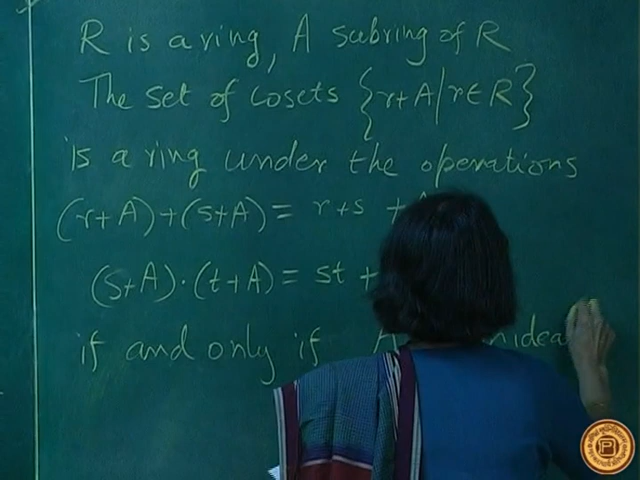 R is a ring, A subring of R
The set of cosets {r+A | r∈R}
is a ring under the operations
(r+A)+(s+A) = r+s +
(s+A)·(t+A) = st +
if and only if A